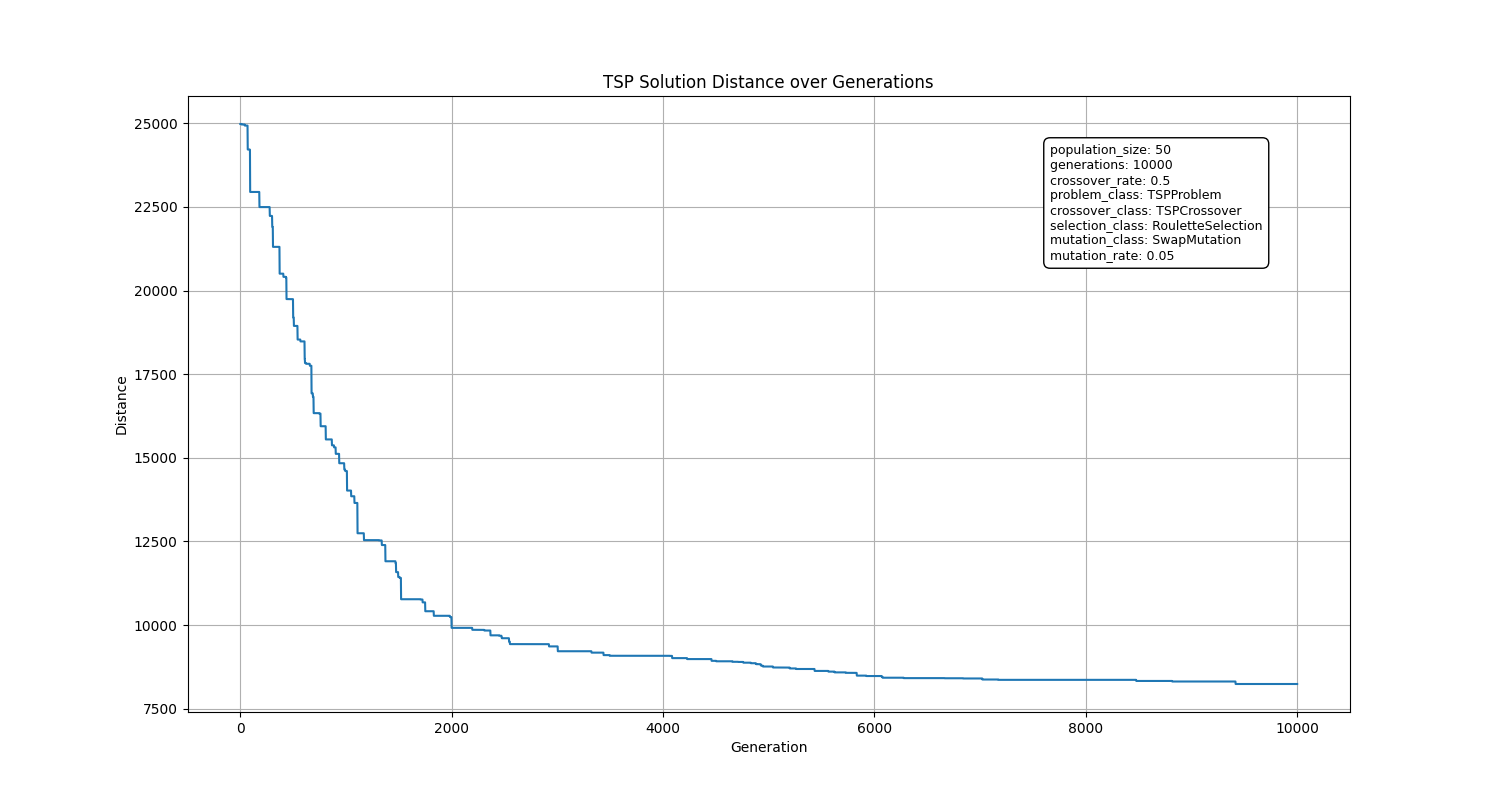 TSP Solution Distance over Generations
25000
22500
20000
17500
15000
12500
10000
7500
Distance
population_size: 50
generations: 10000
crossover_rate: 0.5
problem_class: TSPProblem
crossover_class: TSPCrossover
selection_class: RouletteSelection
mutation_class: SwapMutation
mutation_rate: 0.05
0 2000 4000 6000 8000 10000
Generation